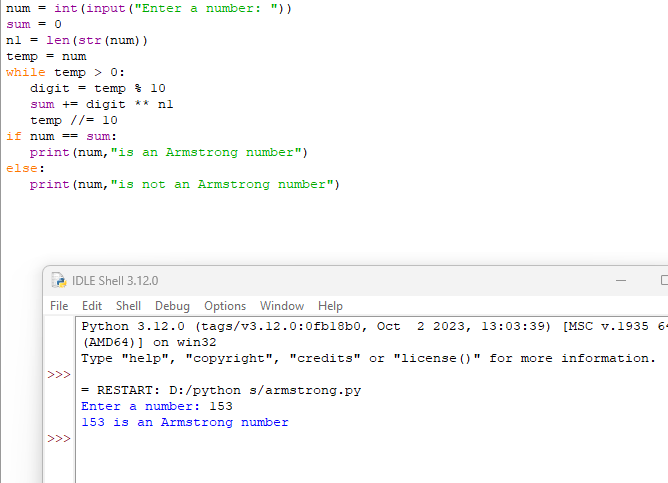 num = int(input("Enter a number: "))
sum = 0
nl = len(str(num))
temp = num
while temp > 0:
   digit = temp % 10
   sum += digit ** nl
   temp //= 10
if num == sum:
   print(num,"is an Armstrong number")
else:
   print(num,"is not an Armstrong number")
IDLE Shell 3.12.0
File Edit Shell Debug Options Window Help
Python 3.12.0 (tags/v3.12.0:0fb18b0, Oct  2 2023, 13:03:39) [MSC v.1935
(AMD64)] on win32
Type "help", "copyright", "credits" or "license()" for more information.
>>>
= RESTART: D:/python s/armstrong.py
Enter a number: 153
153 is an Armstrong number
>>>